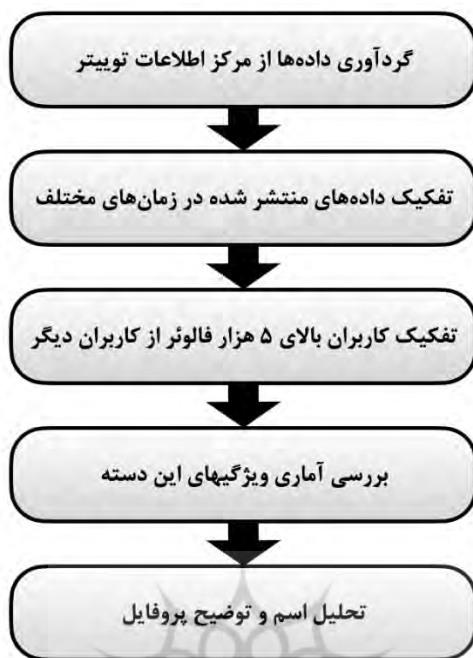 گردآوری داده‌ها از مرکز اطلاعات توییتر
تفکیک داده‌های منتشر شده در زمان‌های مختلف
تفکیک کاربران بالای ۵ هزار فالوئر از کاربران دیگر
بررسی آماری ویژگیهای این دسته
تحلیل اسم و توضیح پروفایل